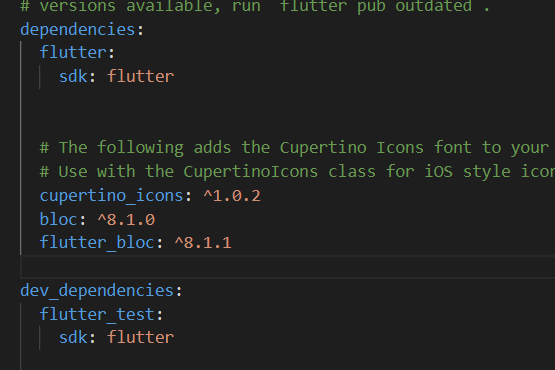 # versions available, run `flutter pub outdated`.
dependencies:
flutter:
sdk: flutter
# The following adds the Cupertino Icons font to your
# Use with the CupertinoIcons class for iOS style icon
cupertino_icons: ^1.0.2
bloc: ^8.1.0
flutter_bloc: ^8.1.1
dev_dependencies:
flutter_test:
sdk: flutter